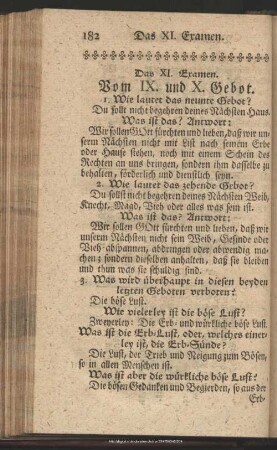 182 Das XI. Examen.
Das XI. Examen.
Vom IX. und X. Gebot.
1. Wie lautet das neunte Gebot?
Du sollt nicht begehren deines Nächsten Haus.
Was ist das? Antwort:
Wir sollen GOtt fürchten und lieben, daß wir un-
serm Nächsten nicht mit List nach seinem Erbe
oder Hause stehen, noch mit einem Schein des
Rechten an uns bringen, sondern ihm dasselbe zu
behalten, förderlich und dienstlich seyn.
2. Wie lautet das zehende Gebot?
Du sollst nicht begehren deines Nächsten Weib,
Knecht, Magd, Vieh oder alles was sein ist.
Was ist das? Antwort:
Wir sollen GOtt fürchten und lieben, daß wir
unserm Nächsten nicht sein Weib, Gesinde oder
Vieh abspannen, abdringen oder abwendig ma-
chen; sondern dieselben anhalten, daß sie bleiben
und thun was sie schuldig sind.
3. Was wird überhaupt in diesen beyden
letzten Geboten verboten?
Die böse Lust.
Wie vielerley ist die böse Lust?
Zweyerley: Die Erb- und würkliche böse Lust.
Was ist die Erb-Lust, oder, welches einer-
ley ist, die Erb-Sünde?
Die Lust, der Trieb und Neigung zum Bösen,
so in allen Menschen ist.
Was ist aber die würkliche böse Lust?
Die bösen Gedanken und Begierden, so aus der
Erb-